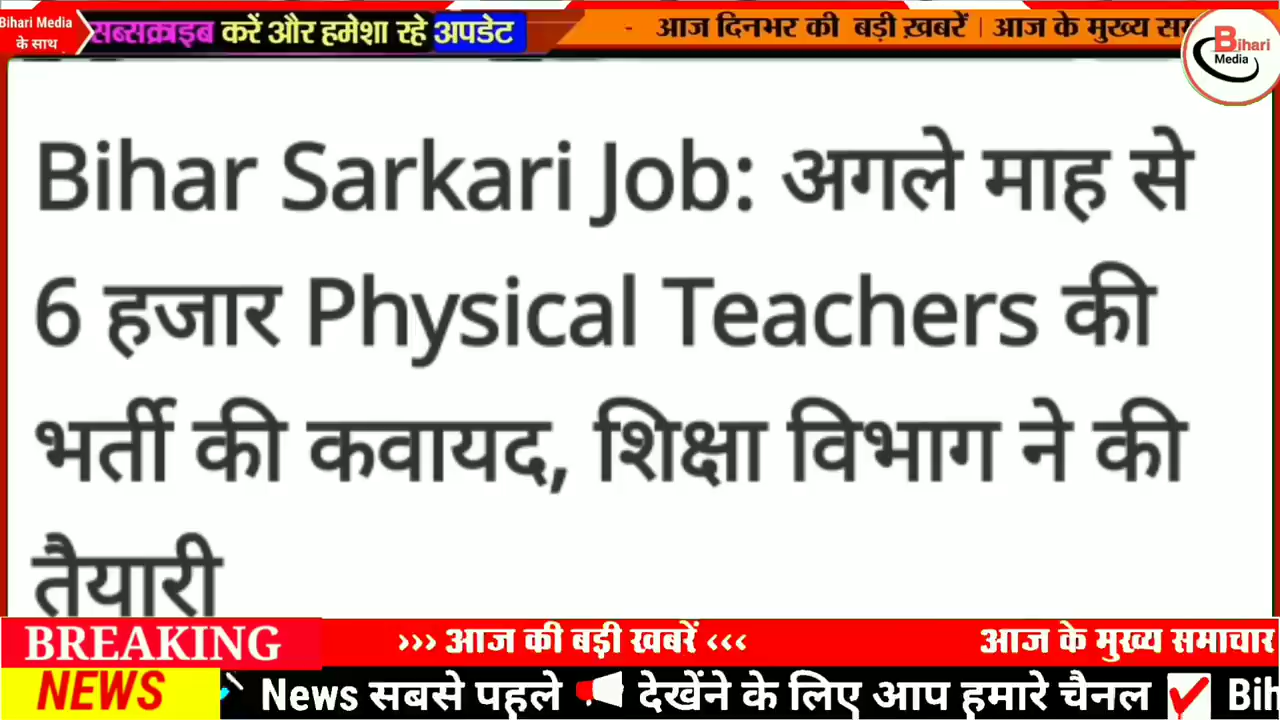 Bihari Media
के साथ
सब्सक्राइब करें और हमेशा रहे अपडेट
- आज दिनभर की बड़ी ख़बरें | आज के मुख्य
Bihari
Media
Bihar Sarkari Job: अगले माह से
6 हजार Physical Teachers की
भर्ती की कवायद, शिक्षा विभाग ने की
तैयारी
BREAKING
NEWS
››› आज की बड़ी खबरें ‹‹‹ आज के मुख्य समाचार
News सबसे पहले देखेंने के लिए आप हमारे चैनल